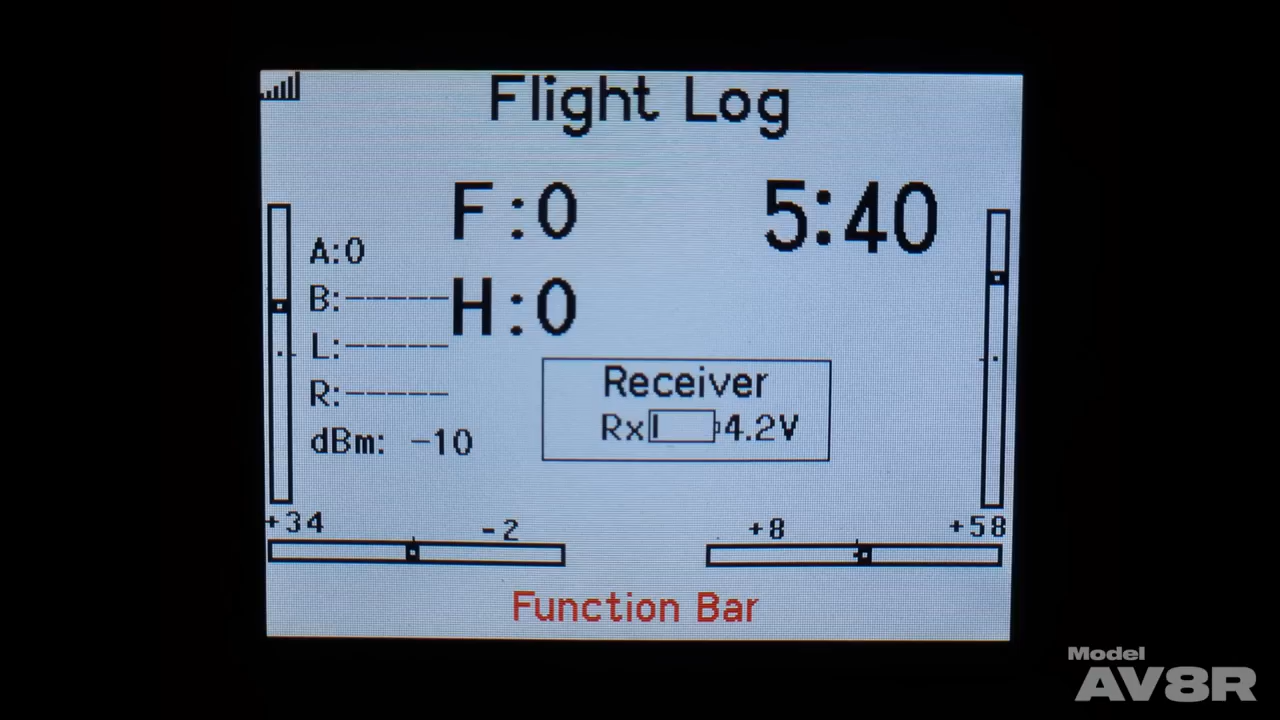 Flight Log
F:0
5:40
A:0
B:-----
H:0
L:-----
R:-----
dBm: -10
Receiver
Rx 4.2V
+34
-2
+8
+58
Function Bar
Model
AV8R